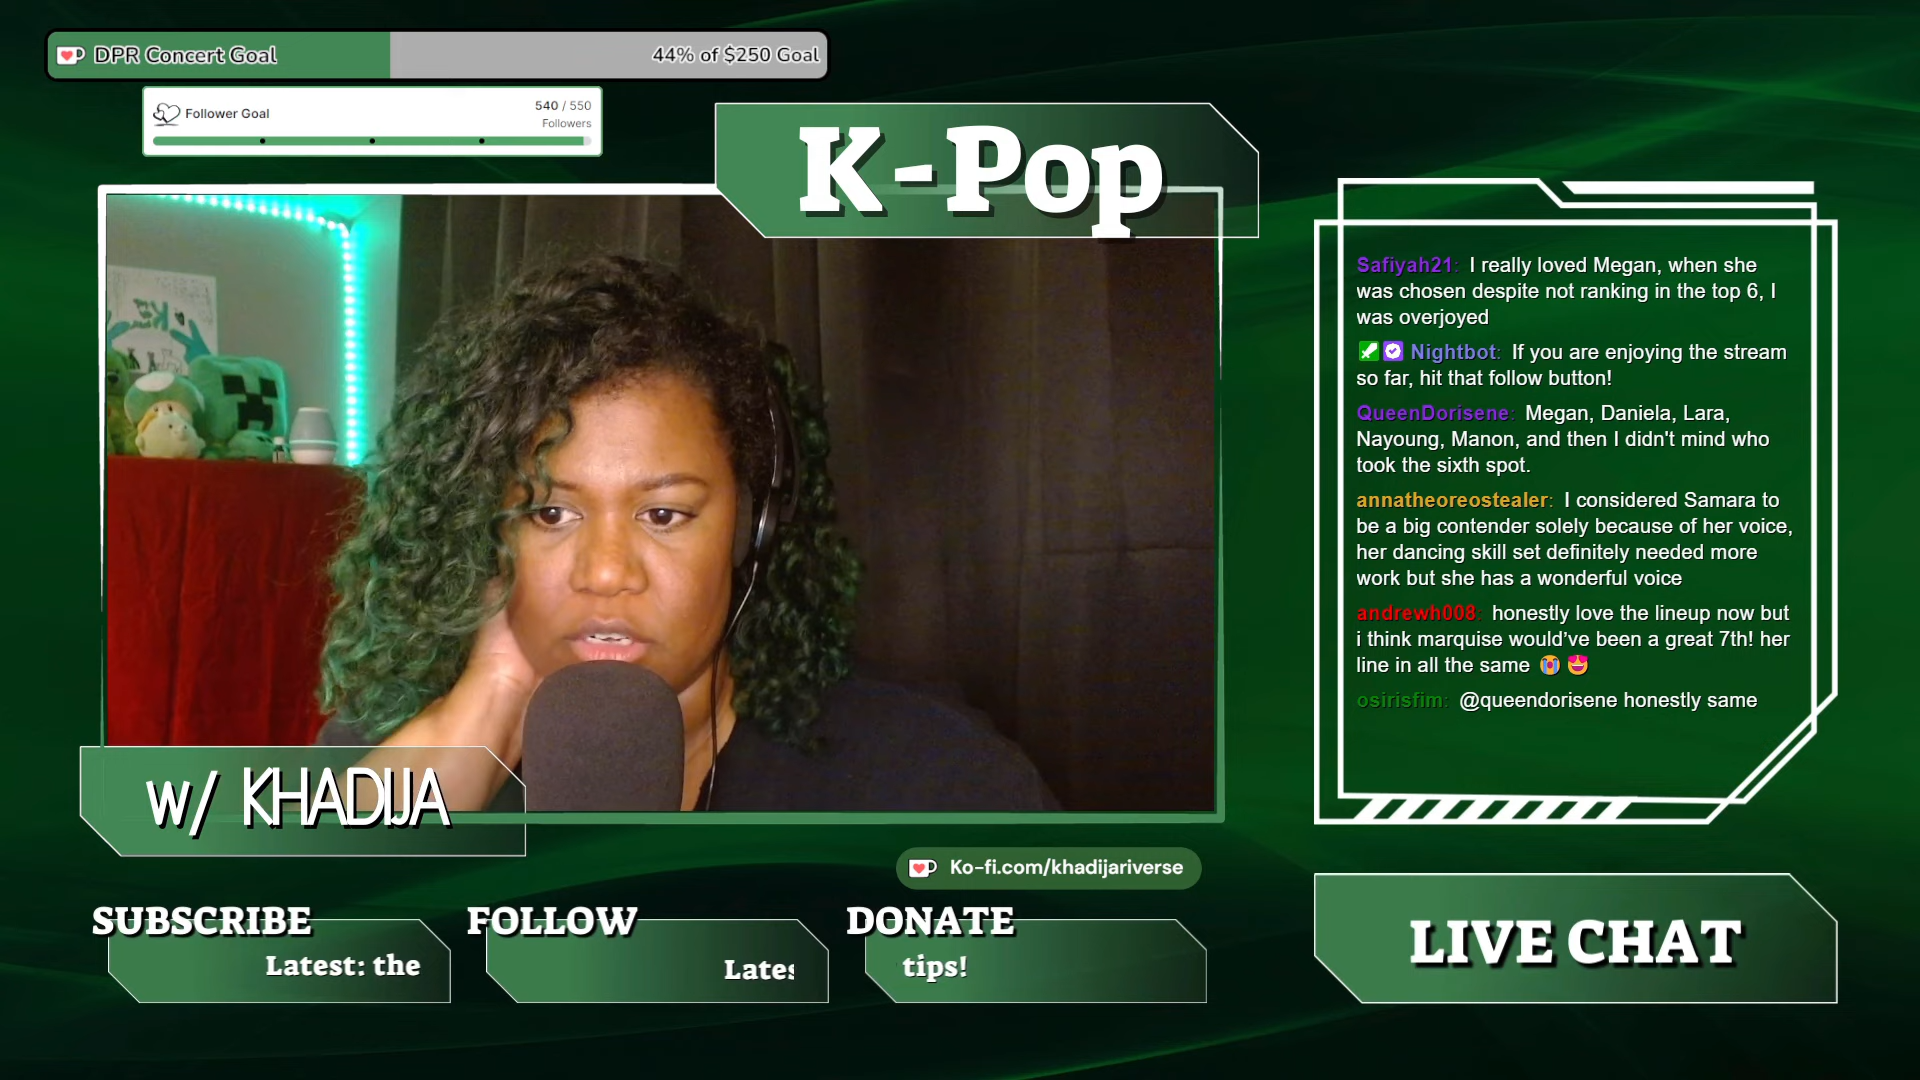 DPR Concert Goal
44% of $250 Goal
Follower Goal
540 / 550
Followers
K-Pop
Safiyah21: I really loved Megan, when she
was chosen despite not ranking in the top 6, I
was overjoyed
Nightbot: If you are enjoying the stream
so far, hit that follow button!
QueenDorisene: Megan, Daniela, Lara,
Nayoung, Manon, and then I didn't mind who
took the sixth spot.
annatheoreostealer: I considered Samara to
be a big contender solely because of her voice,
her dancing skill set definitely needed more
work but she has a wonderful voice
andrewh008: honestly love the lineup now but
i think marquise would've been a great 7th! her
line in all the same 😭 😍
osirisfim: @queendorisene honestly same
w/ KHADIJA
Ko-fi.com/khadijariverse
SUBSCRIBE
Latest: the
FOLLOW
Lates
DONATE
tips!
LIVE CHAT